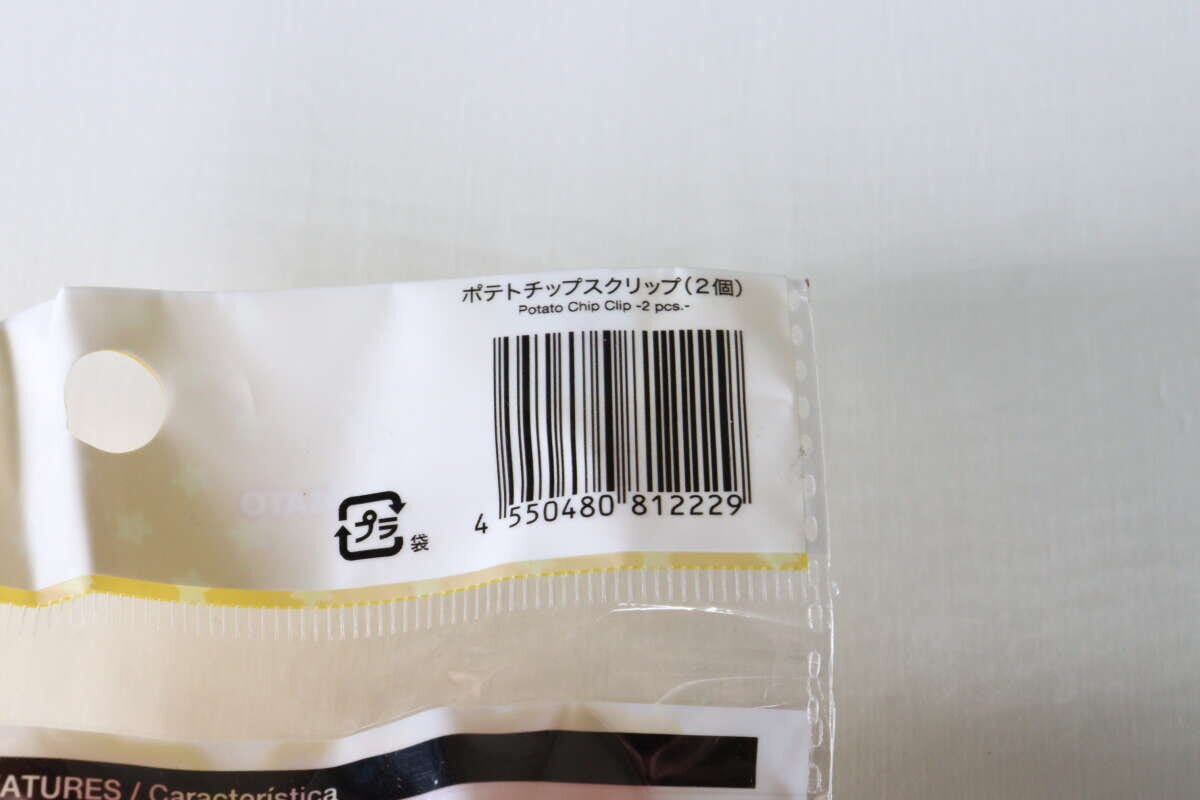 ポテトチップスクリップ(2個)
Potato Chip Clip -2 pcs.-
4 550480 812229
プラ
袋
ATURES / Característica